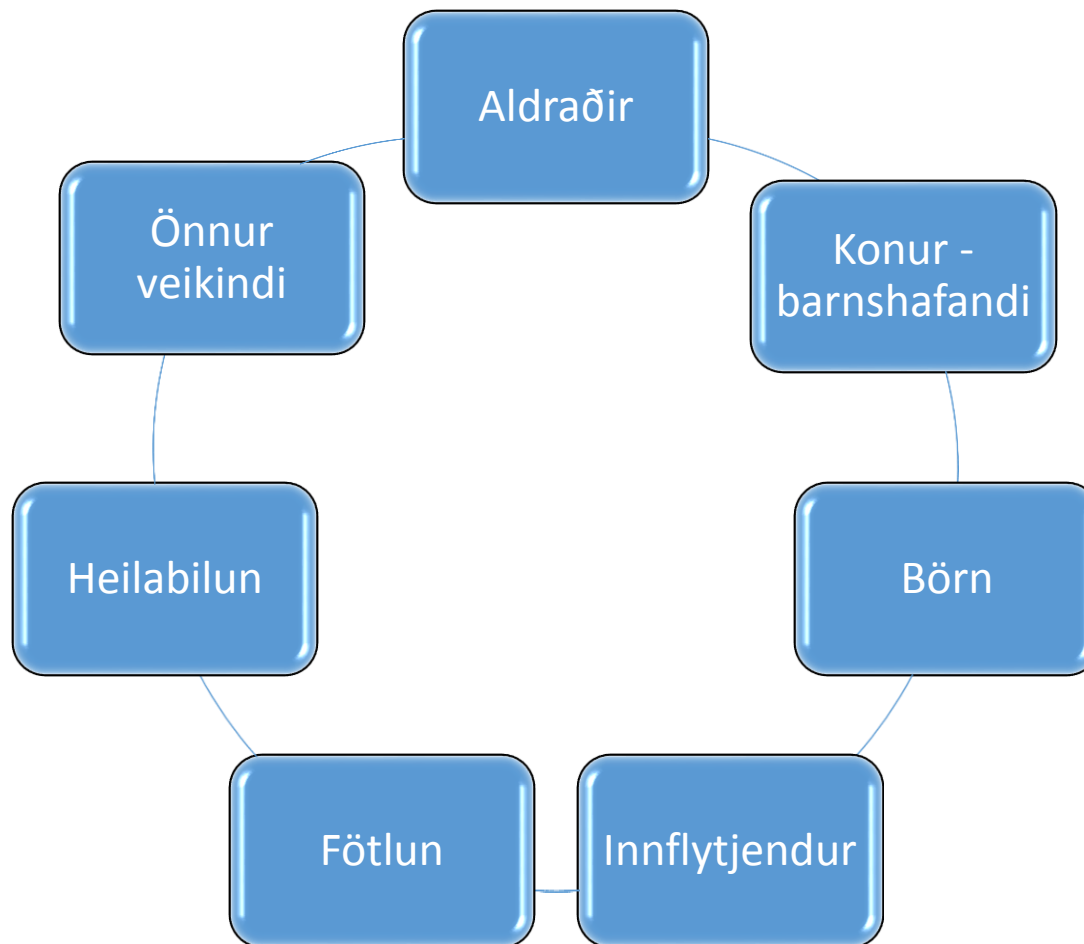 Aldraðir
Konur -
barnshafandi
Börn
Innflytjendur
Fötlun
Heilabilun
Önnur
veikindi